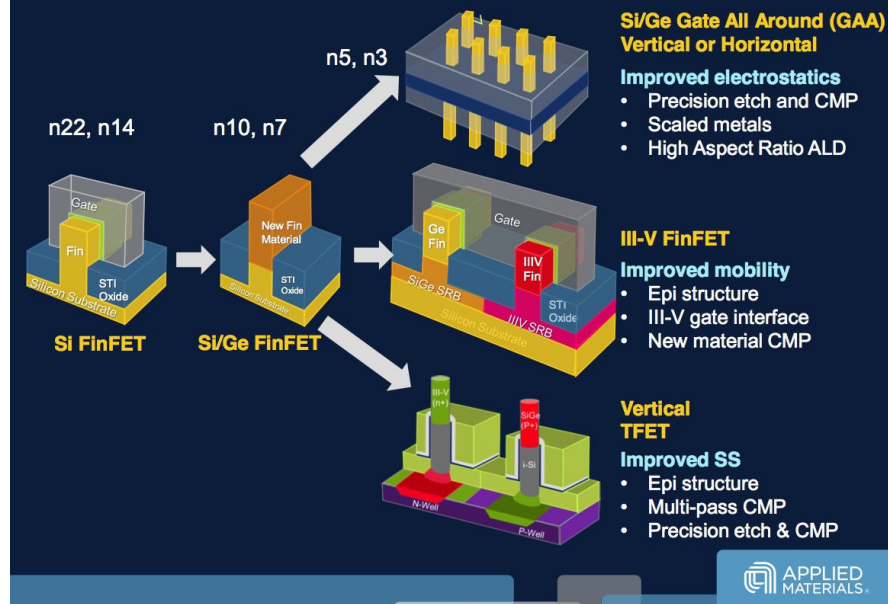 Si/Ge Gate All Around (GAA)
Vertical or Horizontal
Improved electrostatics
• Precision etch and CMP
• Scaled metals
• High Aspect Ratio ALD
n5, n3
n22, n14
n10, n7
Gate
Fin
STI
Oxide
Silicon Substrate
Si FinFET
New Fin
Material
STI
Oxide
Silicon Substrate
Si/Ge FinFET
Gate
Ge
Fin
IIIV
Fin
STI
Oxide
SiGe SRB
IIIV SRB
Silicon Substrate
III-V FinFET
Improved mobility
• Epi structure
• III-V gate interface
• New material CMP
III-V
(n+)
SiGe
(P+)
i-Si
N-Well
P-Well
Vertical
TFET
Improved SS
• Epi structure
• Multi-pass CMP
• Precision etch & CMP
APPLIED
MATERIALS®